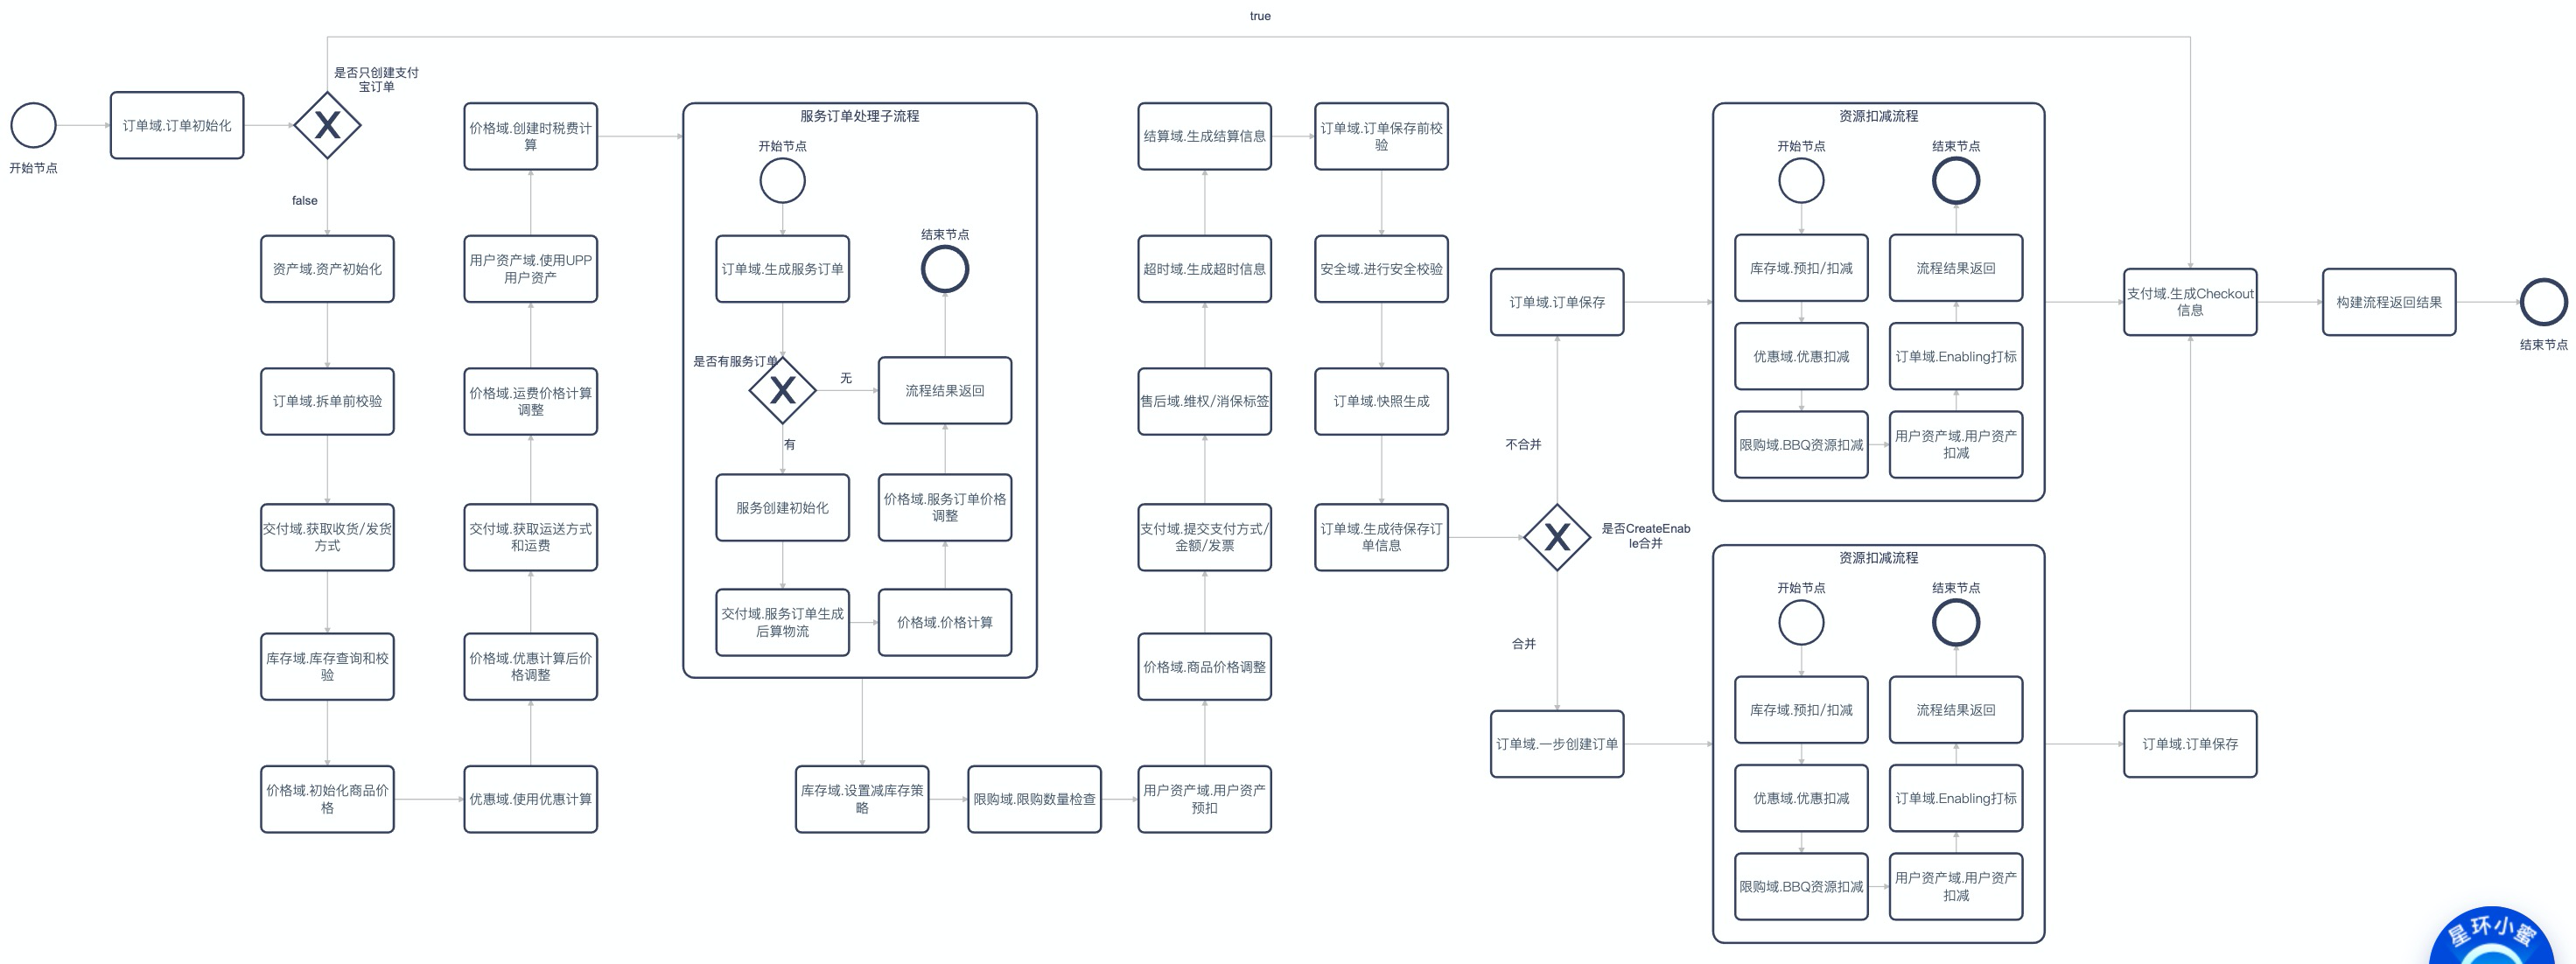 true
是否只创建支付
宝订单
开始节点
订单域.订单初始化
false
资产域.资产初始化
订单域.拆单前校验
交付域.获取收货/发货
方式
库存域.库存查询和校
验
价格域.初始化商品价
格
优惠域.使用优惠计算
价格域.优惠计算后价
格调整
交付域.获取运送方式
和运费
价格域.运费价格计算
调整
用户资产域.使用UPP
用户资产
价格域.创建时税费计
算
服务订单处理子流程
开始节点
订单域.生成服务订单
是否有服务订单
X
无
有
服务创建初始化
交付域.服务订单生成
后算物流
价格域.价格计算
价格域.服务订单价格
调整
流程结果返回
结束节点
库存域.设置减库存策
略
限购域.限购数量检查
用户资产域.用户资产
预扣
价格域.商品价格调整
支付域.提交支付方式/
金额/发票
售后域.维权/消保标签
超时域.生成超时信息
结算域.生成结算信息
订单域.订单保存前校
验
安全域.进行安全校验
订单域.快照生成
订单域.生成待保存订
单信息
X
是否CreateEnab
le合并
不合并
合并
订单域.订单保存
资源扣减流程
开始节点
库存域.预扣/扣减
优惠域.优惠扣减
限购域.BBQ资源扣减
用户资产域.用户资产
扣减
订单域.Enabling打标
流程结果返回
结束节点
订单域.一步创建订单
资源扣减流程
开始节点
库存域.预扣/扣减
优惠域.优惠扣减
限购域.BBQ资源扣减
用户资产域.用户资产
扣减
订单域.Enabling打标
流程结果返回
结束节点
订单域.订单保存
支付域.生成Checkout
信息
构建流程返回结果
结束节点
X
星环小蜜